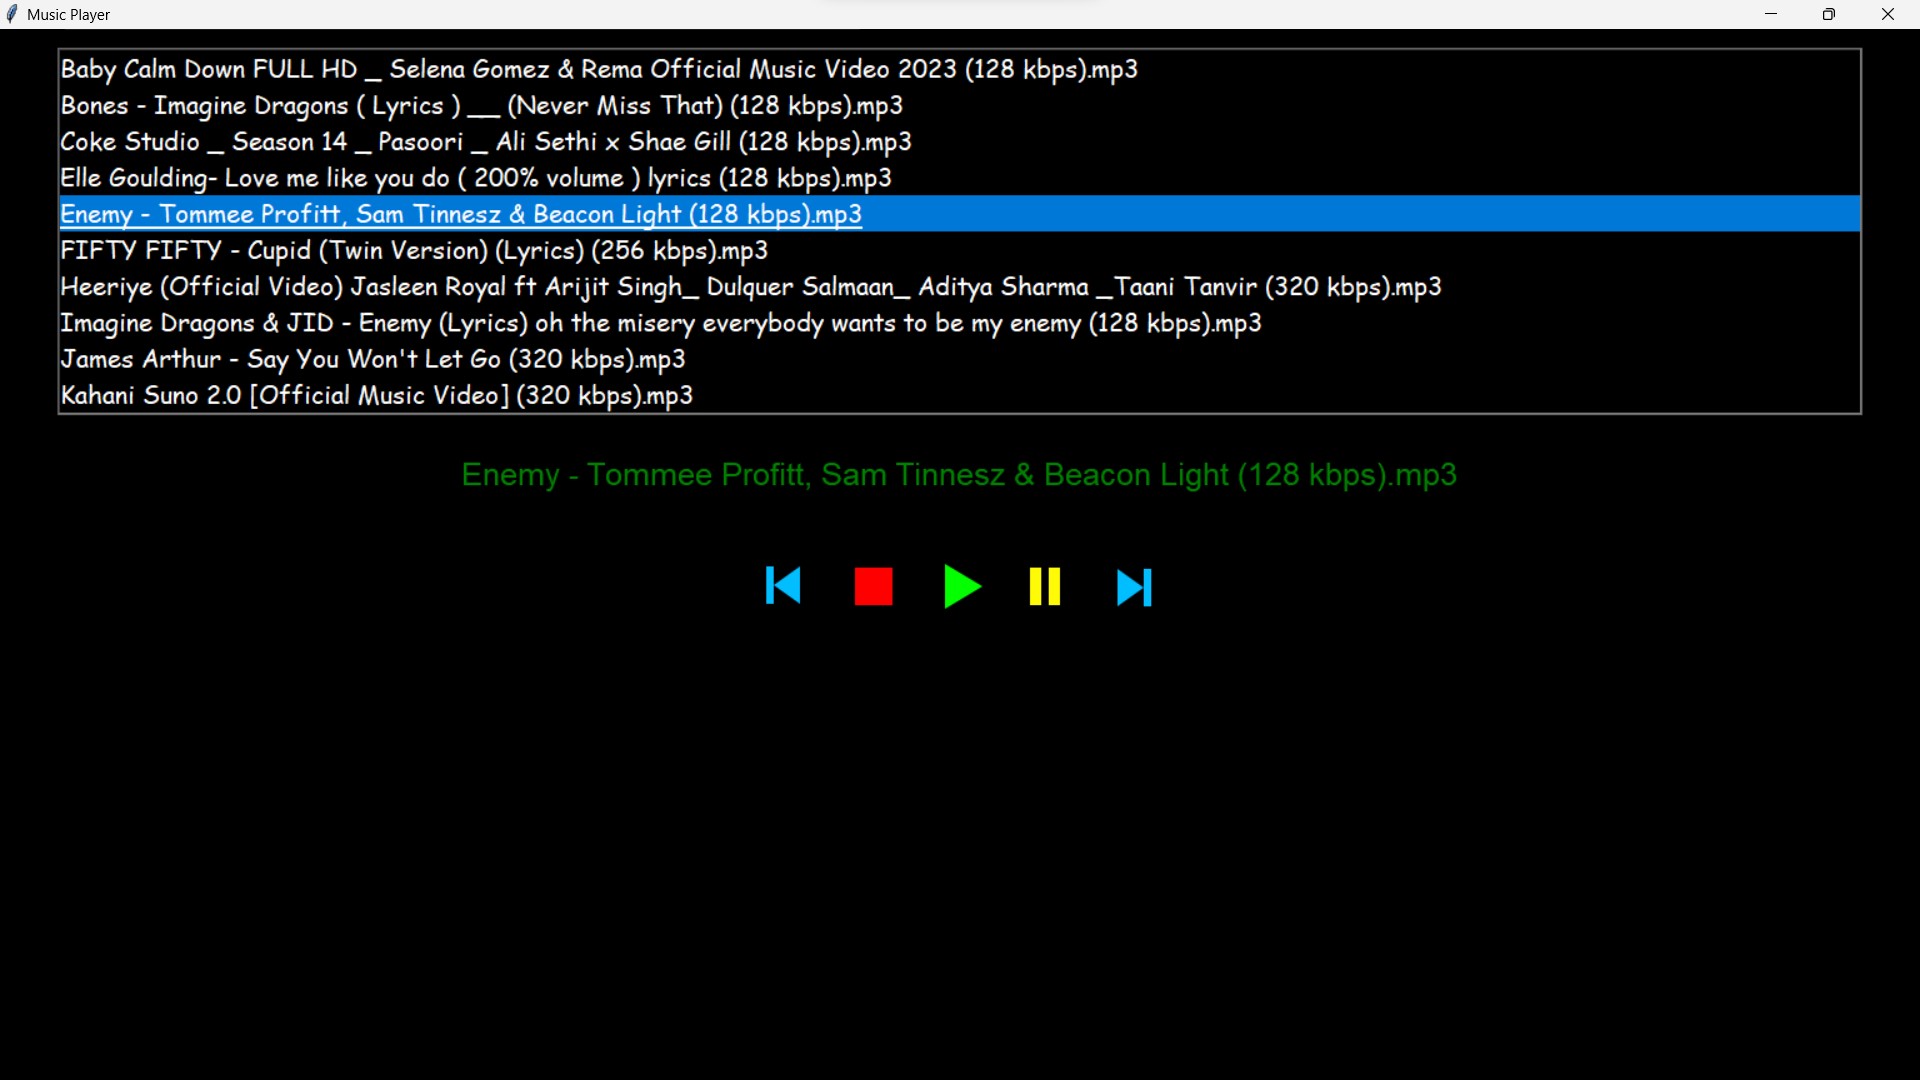 Music Player
Baby Calm Down FULL HD _ Selena Gomez & Rema Official Music Video 2023 (128 kbps).mp3
Bones - Imagine Dragons ( Lyrics ) __ (Never Miss That) (128 kbps).mp3
Coke Studio _ Season 14 _ Pasoori _ Ali Sethi x Shae Gill (128 kbps).mp3
Elle Goulding- Love me like you do ( 200% volume ) lyrics (128 kbps).mp3
Enemy - Tommee Profitt, Sam Tinnesz & Beacon Light (128 kbps).mp3
FIFTY FIFTY - Cupid (Twin Version) (Lyrics) (256 kbps).mp3
Heeriye (Official Video) Jasleen Royal ft Arijit Singh_ Dulquer Salmaan_ Aditya Sharma _Taani Tanvir (320 kbps).mp3
Imagine Dragons & JID - Enemy (Lyrics) oh the misery everybody wants to be my enemy (128 kbps).mp3
James Arthur - Say You Won't Let Go (320 kbps).mp3
Kahani Suno 2.0 [Official Music Video] (320 kbps).mp3
Enemy - Tommee Profitt, Sam Tinnesz & Beacon Light (128 kbps).mp3